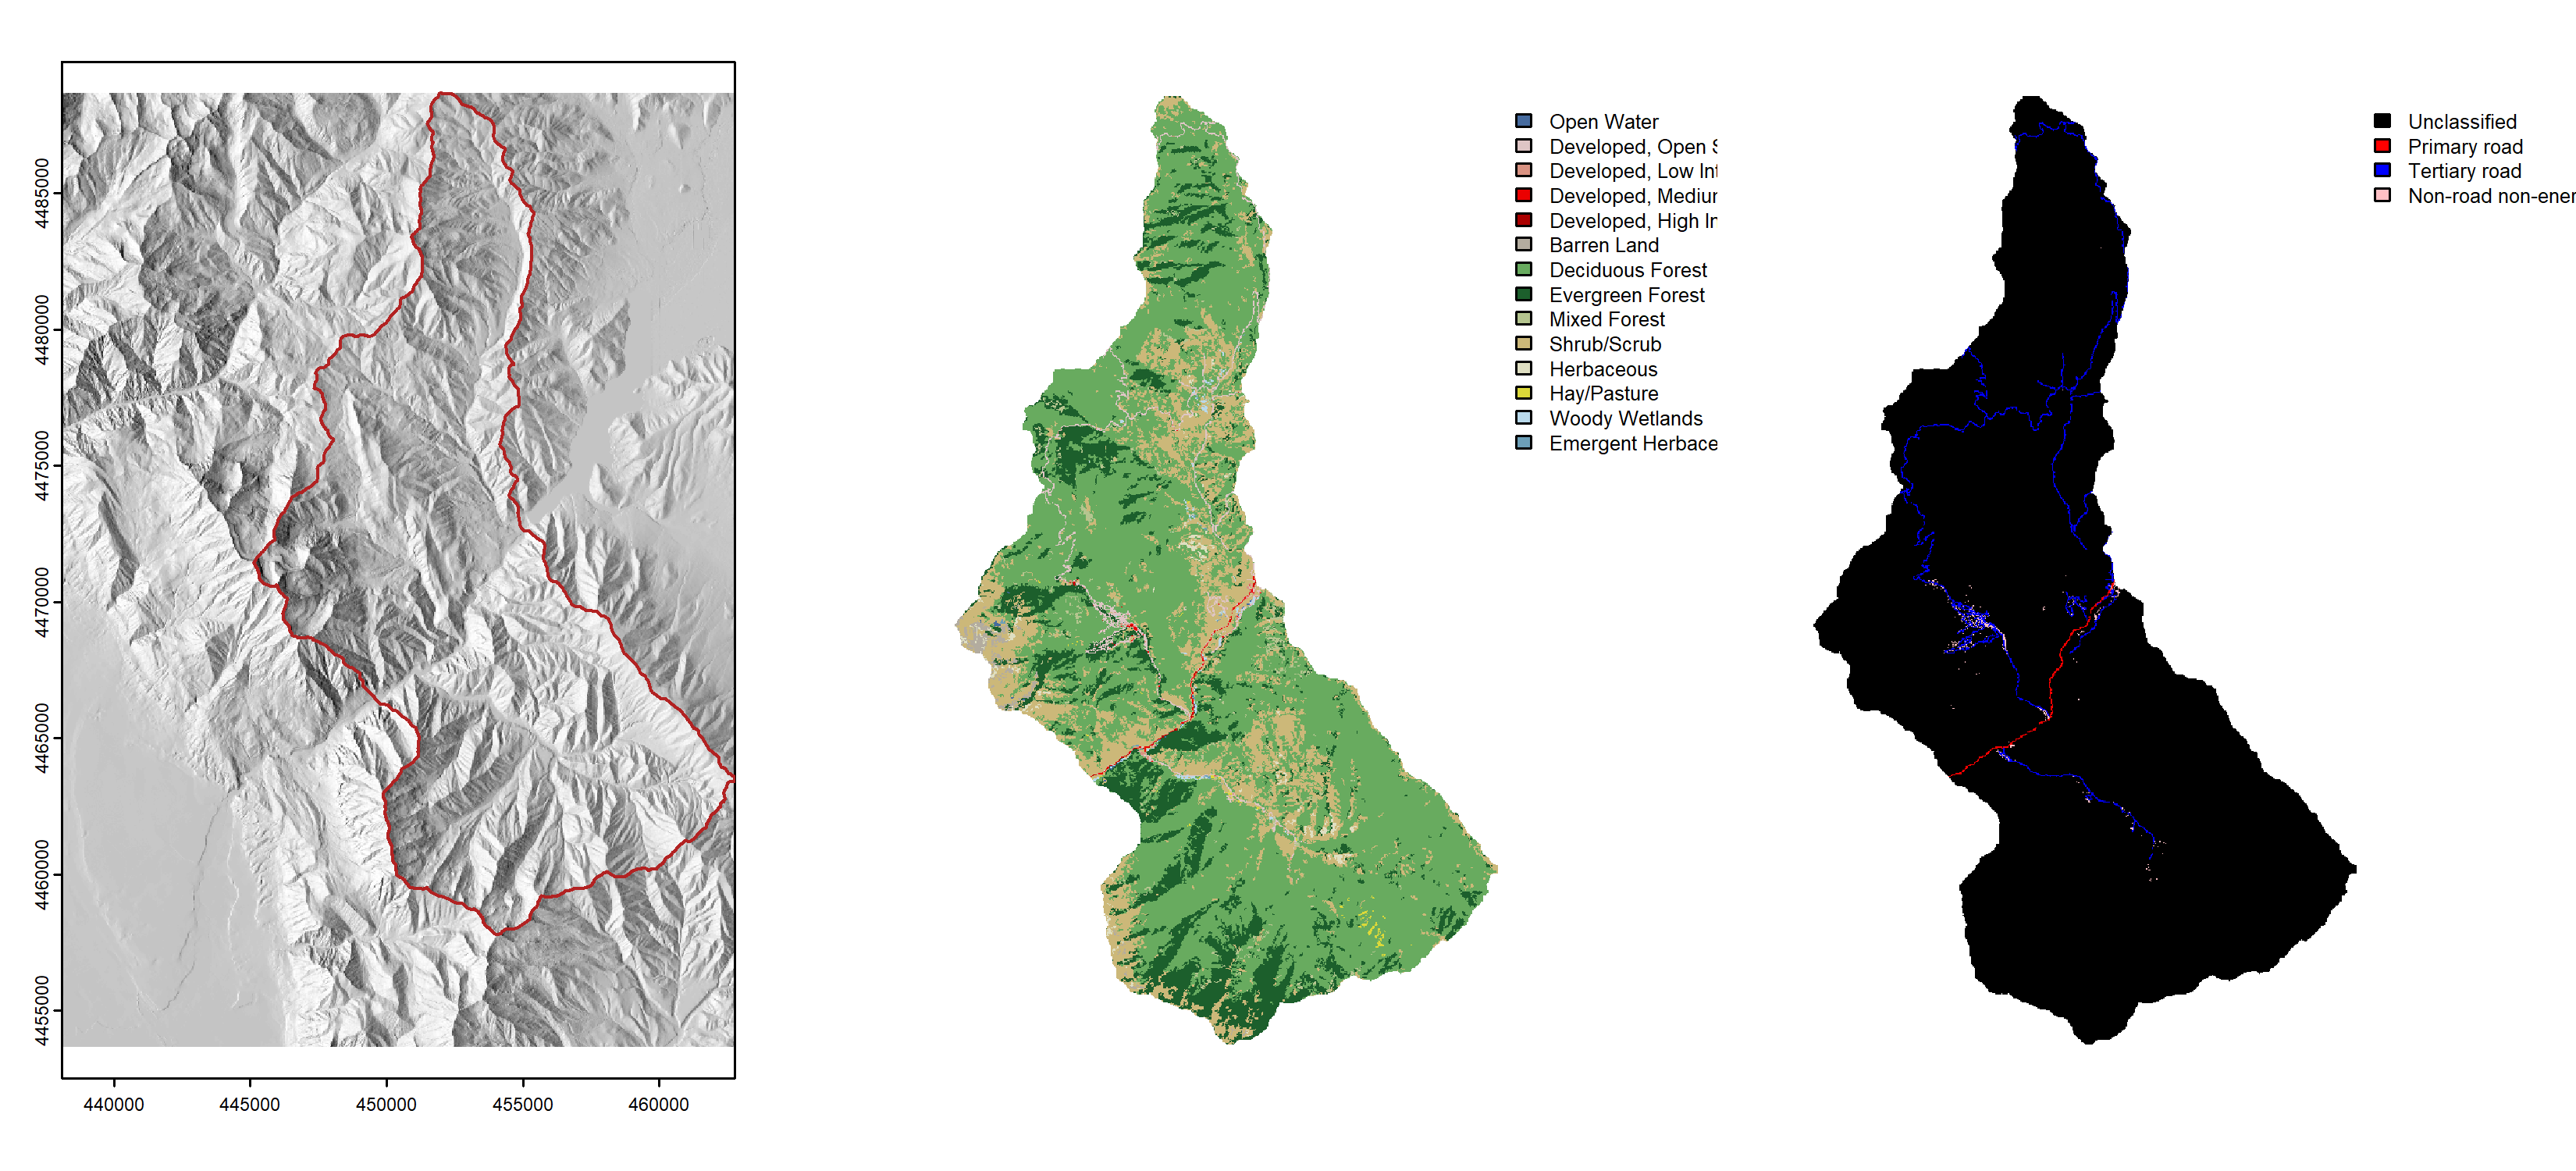 4485000
4480000
4475000
4470000
4465000
4460000
4455000
440000 445000 450000 455000 460000
Open Water
Developed, Open S
Developed, Low Int
Developed, Mediur
Developed, High In
Barren Land
Deciduous Forest
Evergreen Forest
Mixed Forest
Shrub/Scrub
Herbaceous
Hay/Pasture
Woody Wetlands
Emergent Herbace
Unclassified
Primary road
Tertiary road
Non-road non-ener